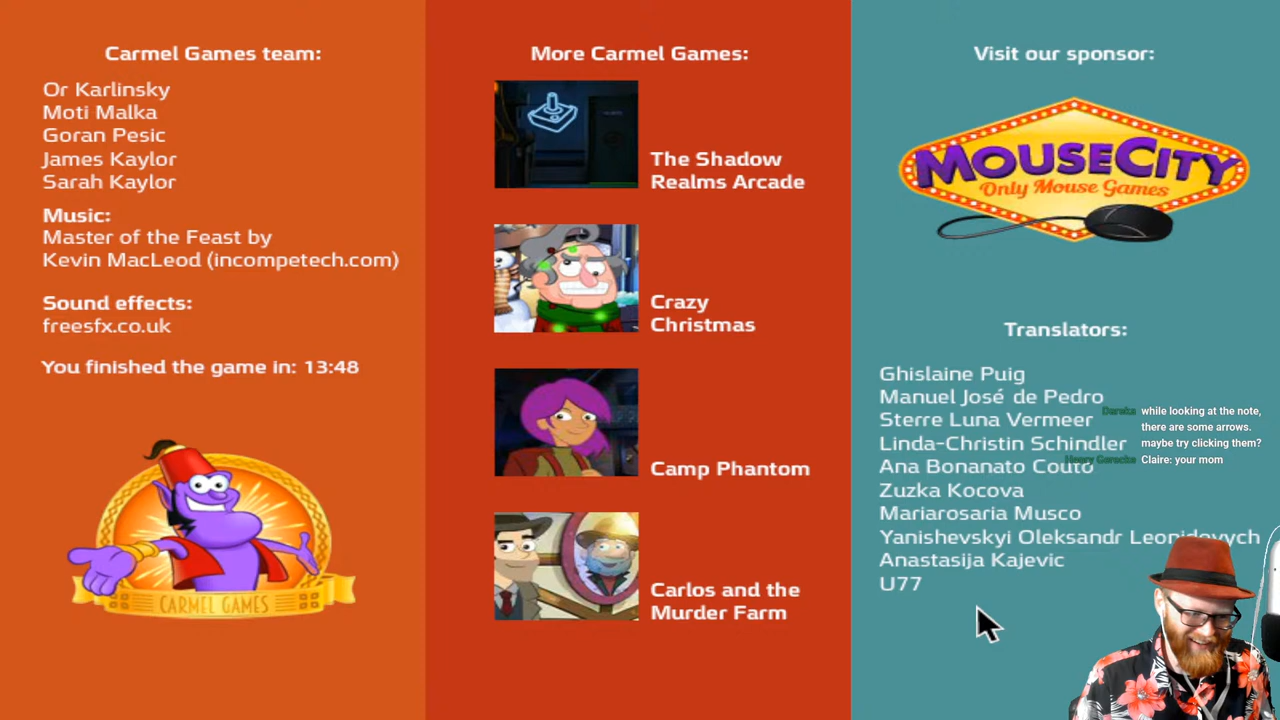 Carmel Games team:
Or Karlinsky
Moti Malka
Goran Pesic
James Kaylor
Sarah Kaylor
Music:
Master of the Feast by
Kevin MacLeod (incompetech.com)
Sound effects:
freesfx.co.uk
You finished the game in: 13:48
CARMEL GAMES
More Carmel Games:
The Shadow
Realms Arcade
Crazy
Christmas
Camp Phantom
Carlos and the
Murder Farm
Visit our sponsor:
MOUSECITY
Only Mouse Games
Translators:
Ghislaine Puig
Manuel José de Pedro
Sterre Luna Vermeer
Linda-Christin Schindler
Ana Bonanato Couto
Zuzka Kocova
Mariarosaria Musco
Yanishevskyi Oleksandr Leonidovych
Anastasija Kajevic
U77
while looking at the note,
there are some arrows.
maybe try clicking them?
Claire: your mom